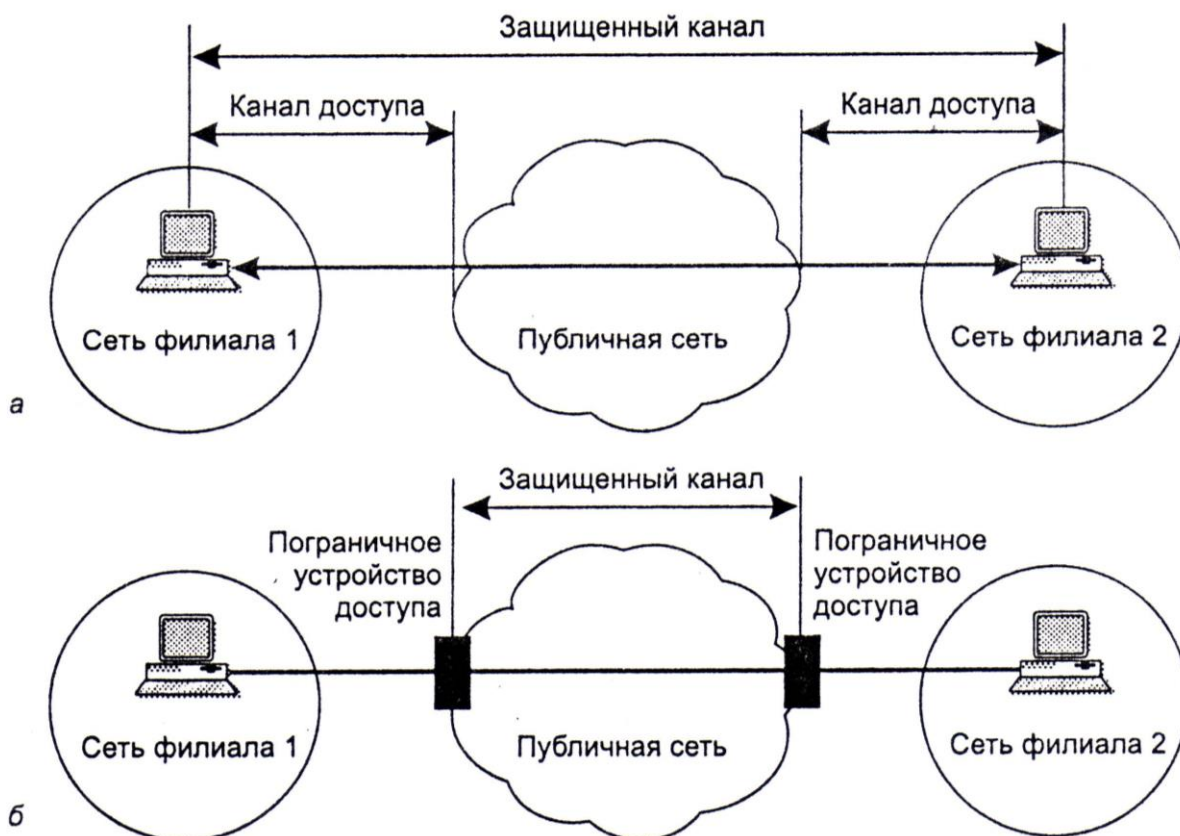 Защищенный канал
Канал доступа
Канал доступа
Сеть филиала 1
Публичная сеть
Сеть филиала 2
а
Защищенный канал
Пограничное
устройство
доступа
Пограничное
устройство
доступа
Сеть филиала 1
Публичная сеть
Сеть филиала 2
б